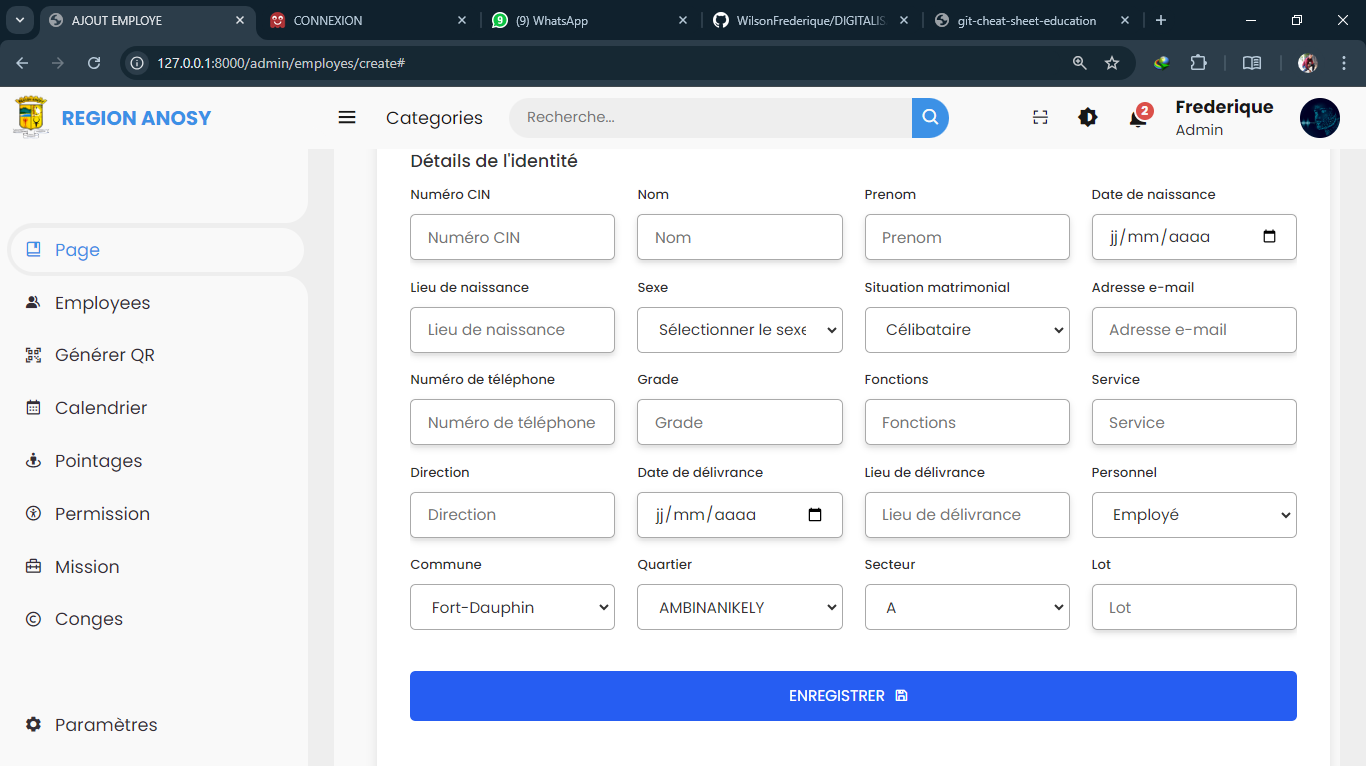 AJOUT EMPLOYE
CONNEXION
(9) WhatsApp
WilsonFrederique/DIGITALIS
git-cheat-sheet-education
127.0.0.1:8000/admin/employes/create#
REGION ANOSY
Categories
Recherche...
2
Frederique
Admin
Page
Employees
Générer QR
Calendrier
Pointages
Permission
Mission
Conges
Paramètres
Détails de l'identité
Numéro CIN Nom Prenom Date de naissance
Numéro CIN Nom Prenom jj/mm/aaaa
Lieu de naissance Sexe Situation matrimonial Adresse e-mail
Lieu de naissance Sélectionner le sexe Célibataire Adresse e-mail
Numéro de téléphone Grade Fonctions Service
Numéro de téléphone Grade Fonctions Service
Direction Date de délivrance Lieu de délivrance Personnel
Direction jj/mm/aaaa Lieu de délivrance Employé
Commune Quartier Secteur Lot
Fort-Dauphin AMBINANIKELY A Lot
ENREGISTRER